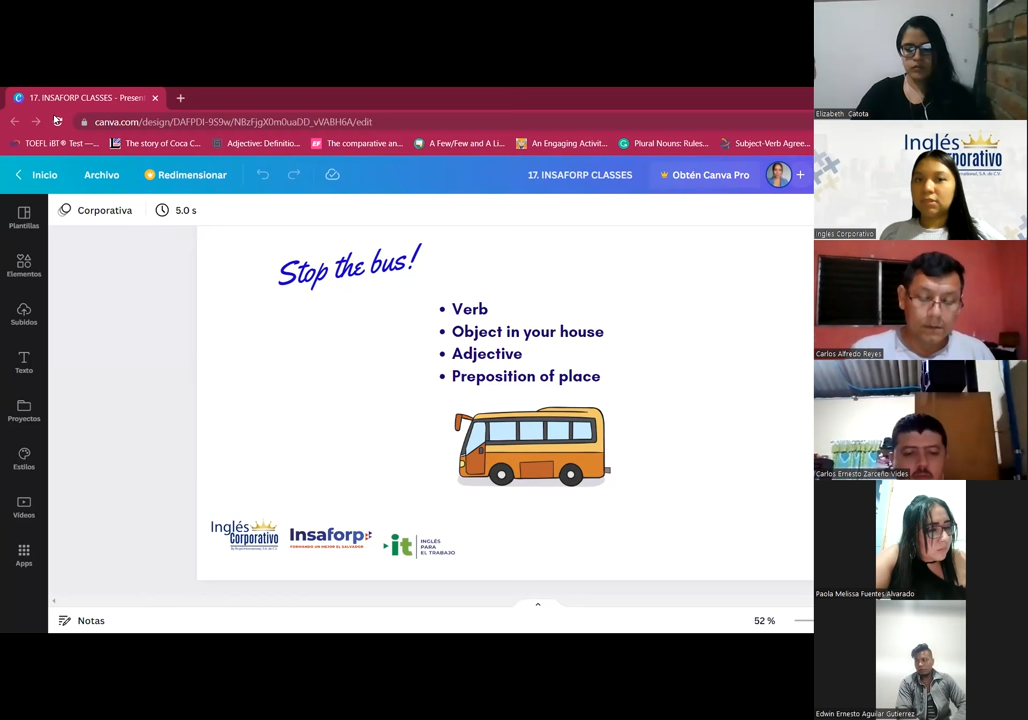 17. INSAFORP CLASSES - Present
canva.com/design/DAFPDI-9S9w/NBzFjgX0m0uaDD_vVABH6A/edit
TOEFL iBT® Test —...
The story of Coca C...
Adjective: Definitio...
The comparative an...
A Few/Few and A Li...
An Engaging Activit...
Plural Nouns: Rules...
Subject-Verb Agree...
Inicio
Archivo
Redimensionar
17. INSAFORP CLASSES
Obtén Canva Pro
Corporativa
5.0 s
Plantillas
Elementos
Subidos
Texto
Proyectos
Estilos
Videos
Apps
Stop the bus!
• Verb
• Object in your house
• Adjective
• Preposition of place
Inglés
Corporativo
Insaforp
FORMANDO UN MEJOR EL SALVADOR
it
INGLÉS
PARA
EL TRABAJO
Notas
52 %
Elizabeth Catota
Inglés
Corporativo
International, S.A. de C.V.
Ingles Corporativo
Carlos Alfredo Reyes
Carlos Ernesto Zarceño Vides
Paola Melissa Fuentes Alvarado
Edwin Ernesto Aguilar Gutierrez